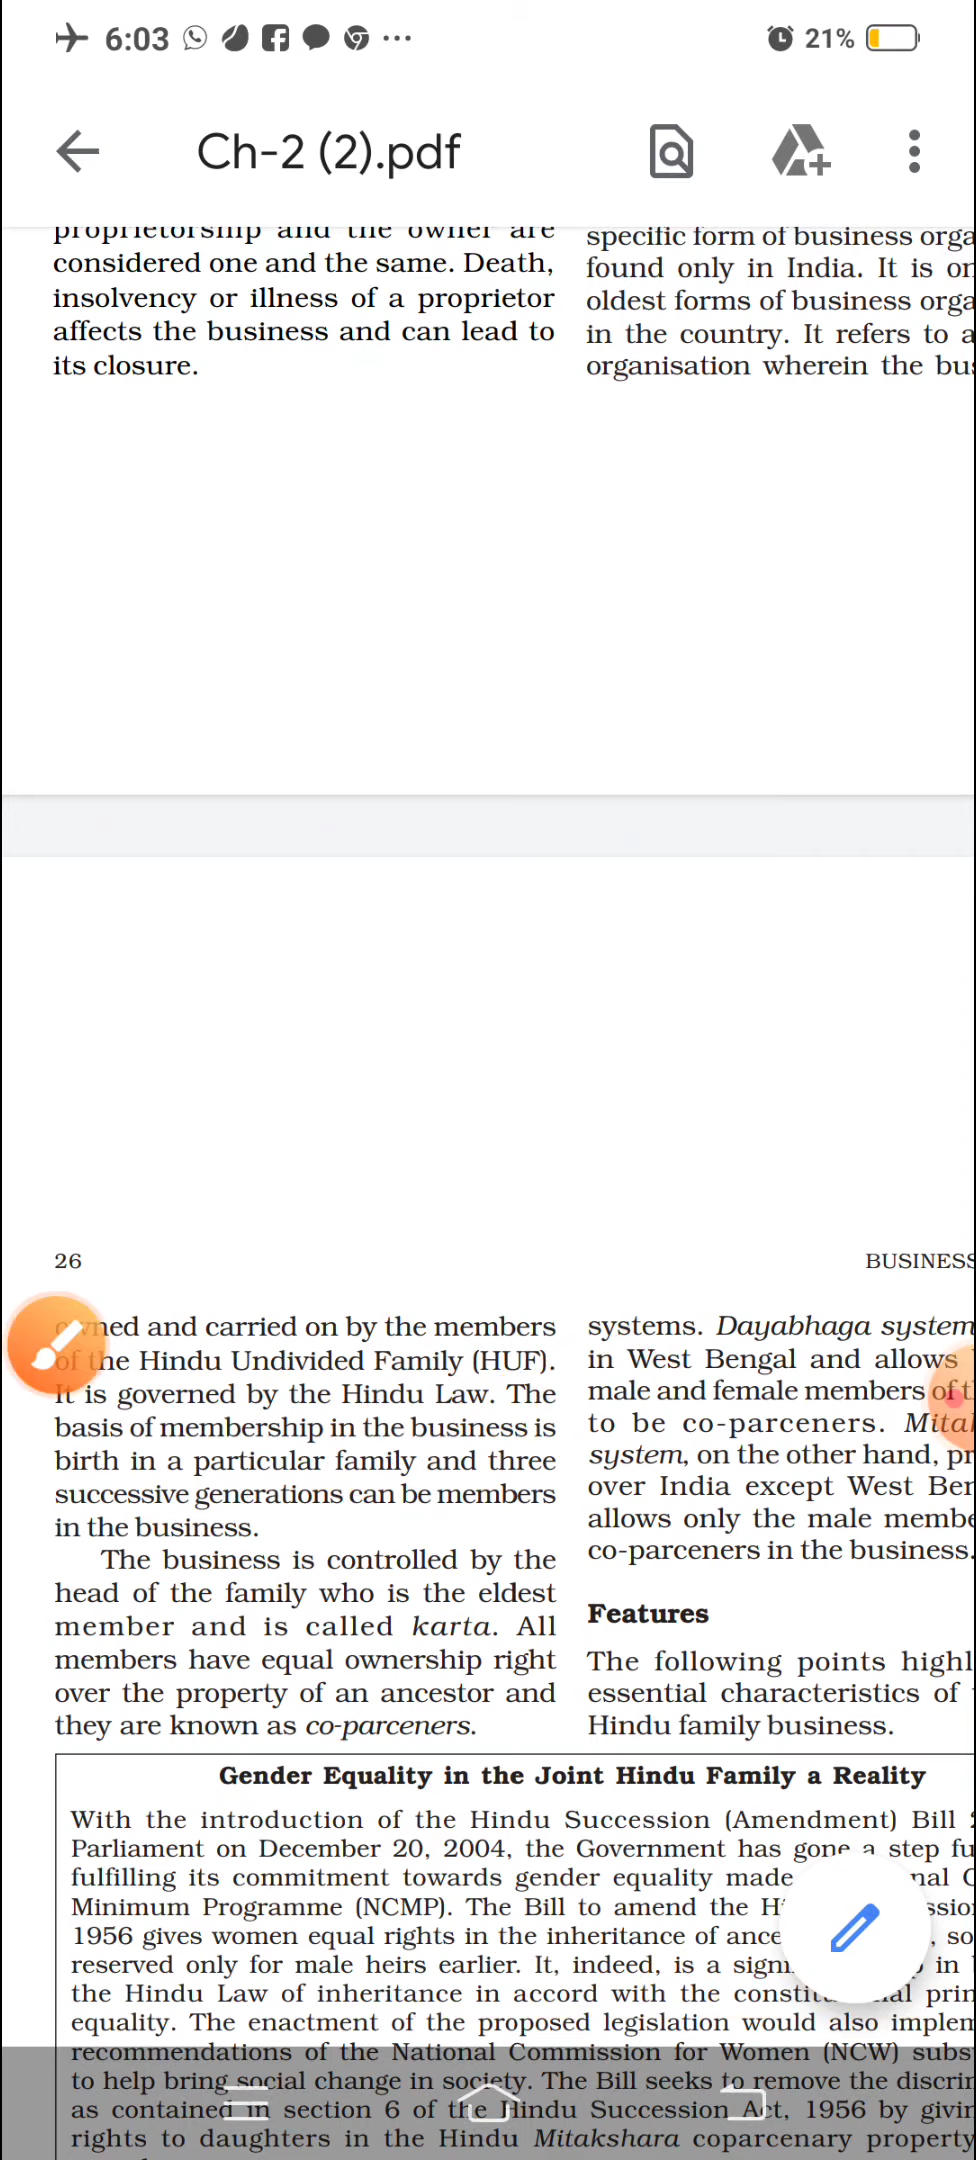 6:03
21%
Ch-2 (2).pdf
proprietorship and the owner are
considered one and the same. Death,
insolvency or illness of a proprietor
affects the business and can lead to
its closure.
specific form of business orga
found only in India. It is
oldest forms of business orga
in the country. It refers to a
organisation wherein the bus
26
BUSINESS
owned and carried on by the members
of the Hindu Undivided Family (HUF).
It is governed by the Hindu Law. The
basis of membership in the business is
birth in a particular family and three
successive generations can be members
in the business.
The business is controlled by the
head of the family who is the eldest
member and is called karta. All
members have equal ownership right
over the property of an ancestor and
they are known as co-parceners.
systems. Dayabhaga system
in West Bengal and allows
male and female members of t
to be co-parceners. Mita
system, on the other hand, pr
over India except West Ben
allows only the male membe
co-parceners in the business.
Features
The following points highl
essential characteristics of
Hindu family business.
Gender Equality in the Joint Hindu Family a Reality
With the introduction of the Hindu Succession (Amendment) Bill
Parliament on December 20, 2004, the Government has gone a step fu
fulfilling its commitment towards gender equality made
Minimum Programme (NCMP). The Bill to amend the
1956 gives women equal rights in the inheritance of ance so
reserved only for male heirs earlier. It, indeed, is a in
the Hindu Law of inheritance in accord with the prin
equality. The enactment of the proposed legislation would also implem
recommendations of the National Commission for Women (NCW) subs
to help bring social change in society. The Bill seeks to remove the discrim
as contained in section 6 of the Hindu Succession Act, 1956 by givin
rights to daughters in the Hindu Mitakshara coparcenary property